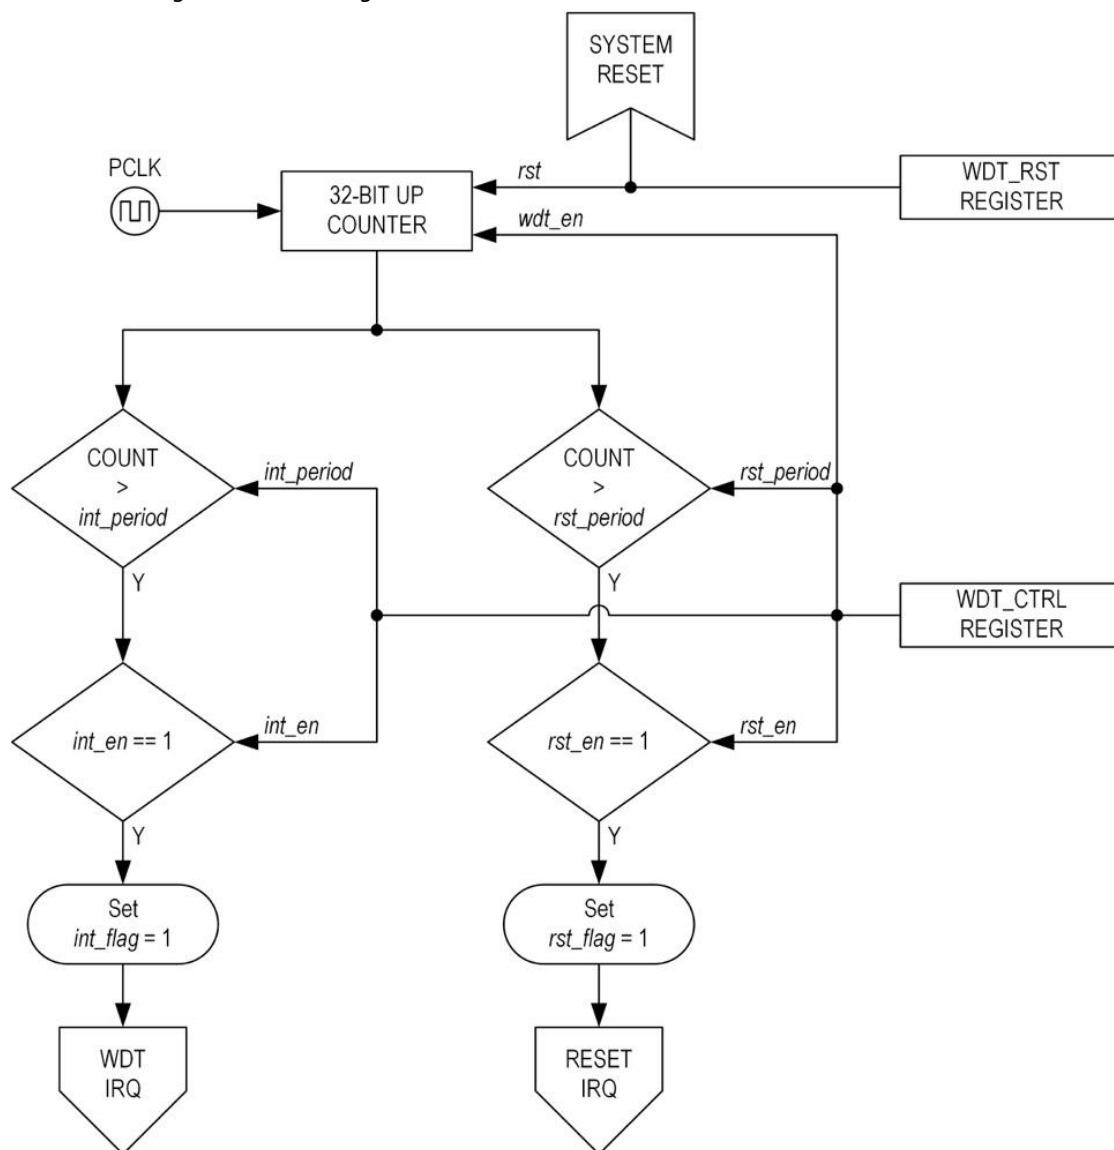 SYSTEM
RESET
PCLK
32-BIT UP
COUNTER
rst
wdt_en
WDT_RST
REGISTER
COUNT
>
int_period
int_period
COUNT
>
rst_period
rst_period
Y
Y
WDT_CTRL
REGISTER
int_en == 1
int_en
rst_en == 1
rst_en
Y
Y
Set
int_flag = 1
Set
rst_flag = 1
WDT
IRQ
RESET
IRQ